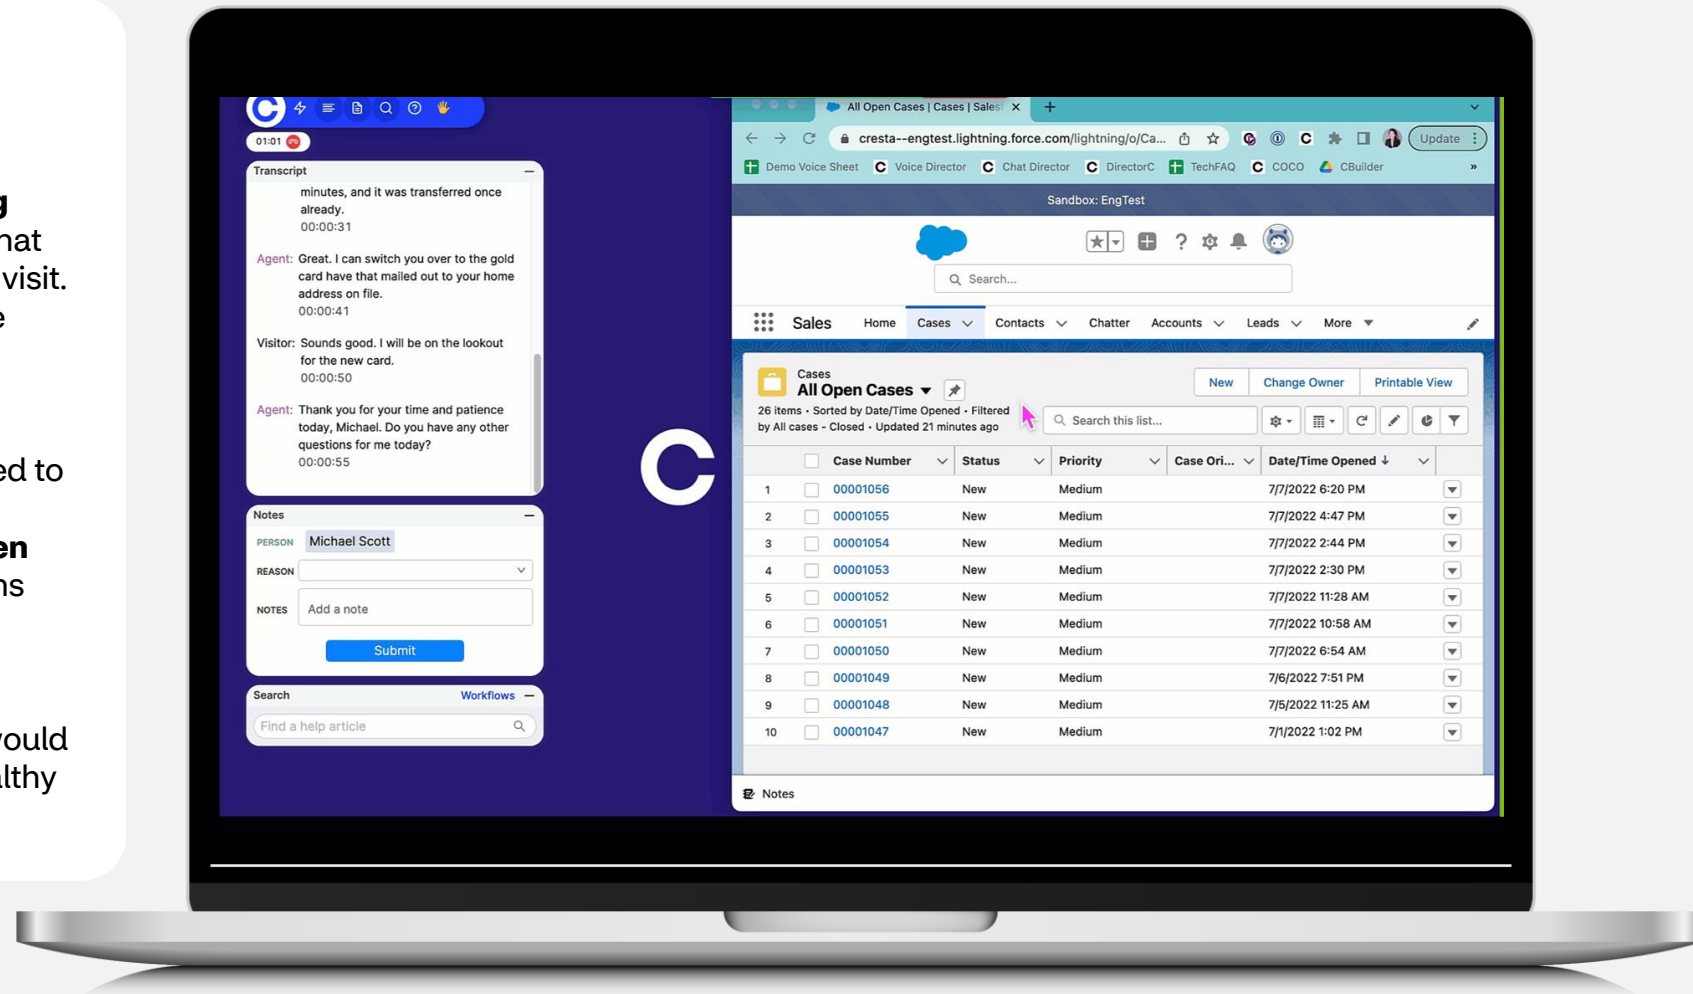 visit.
ed to
01:01
Transcript
minutes, and it was transferred once
already.
00:00:31
Agent: Great. I can switch you over to the gold
card have that mailed out to your home
address on file.
00:00:41
Visitor: Sounds good. I will be on the lookout
for the new card.
00:00:50
Agent: Thank you for your time and patience
today, Michael. Do you have any other
questions for me today?
00:00:55
Notes
PERSON Michael Scott
REASON
NOTES Add a note
Submit
Search Workflows
Find a help article
C
All Open Cases | Cases | Sales
cresta--engtest.lightning.force.com/lightning/o/Ca... Update
Demo Voice Sheet Voice Director Chat Director DirectorC TechFAQ COCO CBuilder »
Sandbox: EngTest
Search...
Sales Home Cases Contacts Chatter Accounts Leads More
Cases
All Open Cases
New Change Owner Printable View
26 items • Sorted by Date/Time Opened • Filtered
by All cases - Closed • Updated 21 minutes ago
Search this list...
Case Number Status Priority Case Ori... Date/Time Opened ↓
1 00001056 New Medium 7/7/2022 6:20 PM
2 00001055 New Medium 7/7/2022 4:47 PM
3 00001054 New Medium 7/7/2022 2:44 PM
4 00001053 New Medium 7/7/2022 2:30 PM
5 00001052 New Medium 7/7/2022 11:28 AM
6 00001051 New Medium 7/7/2022 10:58 AM
7 00001050 New Medium 7/7/2022 6:54 AM
8 00001049 New Medium 7/6/2022 7:51 PM
9 00001048 New Medium 7/5/2022 11:25 AM
10 00001047 New Medium 7/1/2022 1:02 PM
Notes